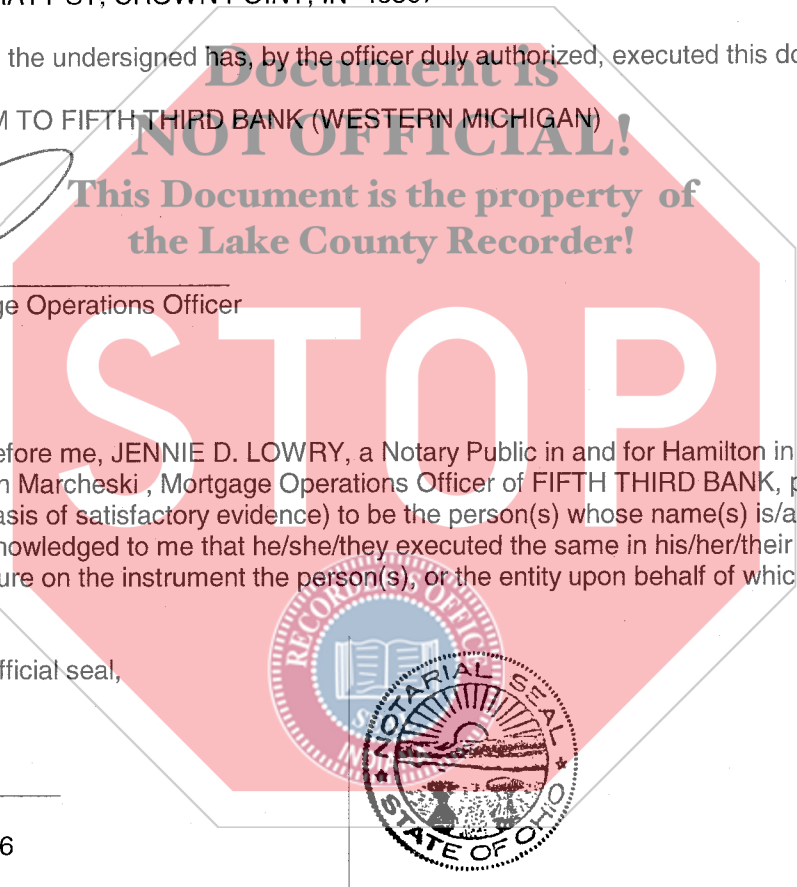 the undersigned has, by the officer duly authorized, executed this
Document is
TO FIFTH THIRD BANK (WESTERN MICHIGAN)
NOT OFFICIAL!
This Document is the property of
the Lake County Recorder!
Operations Officer
STOP
before me, JENNIE D. LOWRY, a Notary Public in and for Hamilton in
Marcheski , Mortgage Operations Officer of FIFTH THIRD BANK,
basis of satisfactory evidence) to be the person(s) whose name(s) is/a
nowledged to me that he/she/they executed the same in his/her/their
ure on the instrument the person(s), or the entity upon behalf of whic
RECORDER'S OFFICE
official seal,
NOTARIAL SEAL
STATE OF OHIO
6